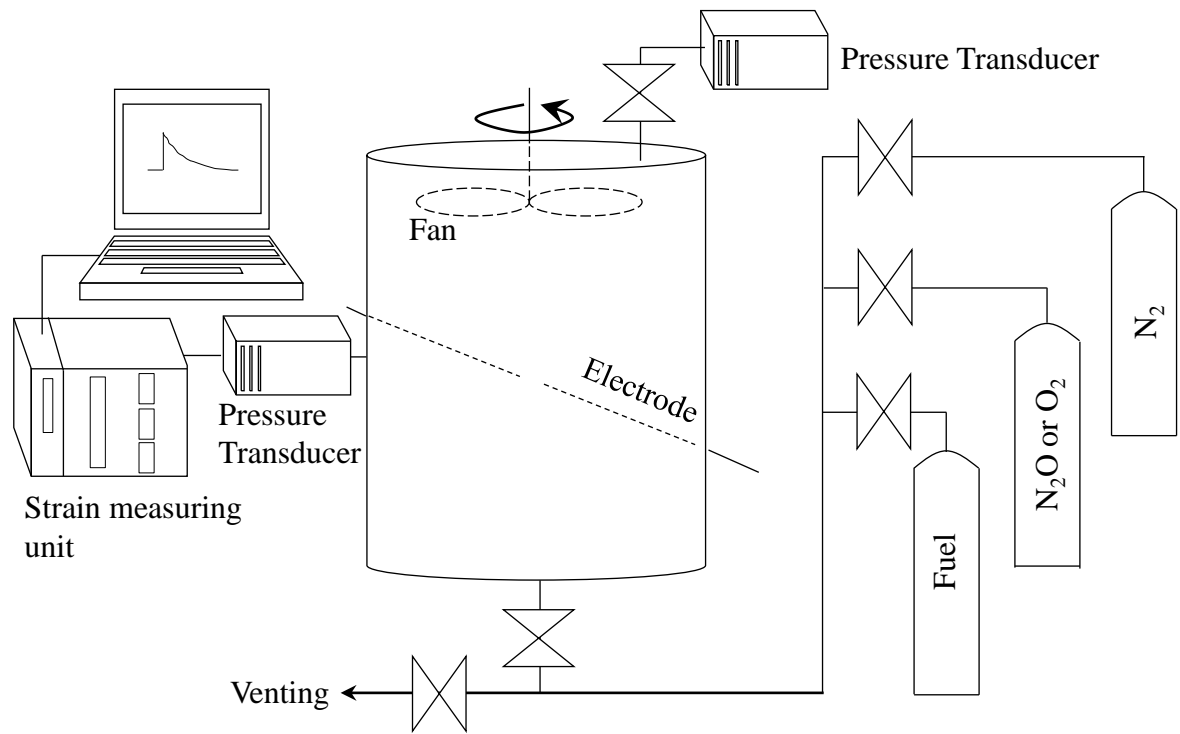 Pressure Transducer
Fan
Electrode
Pressure
Transducer
Strain measuring
unit
N₂
N₂O or O₂
Fuel
Venting